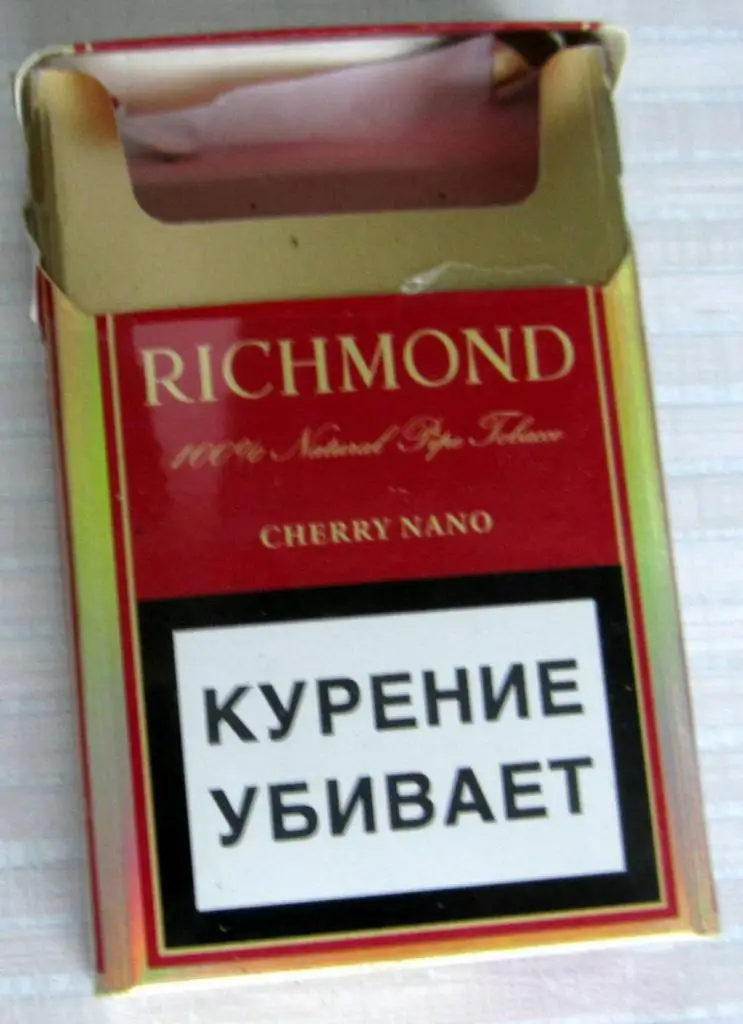 RICHMOND
100% Natural Pipe Tobacco
CHERRY NANO
КУРЕНИЕ
УБИВАЕТ